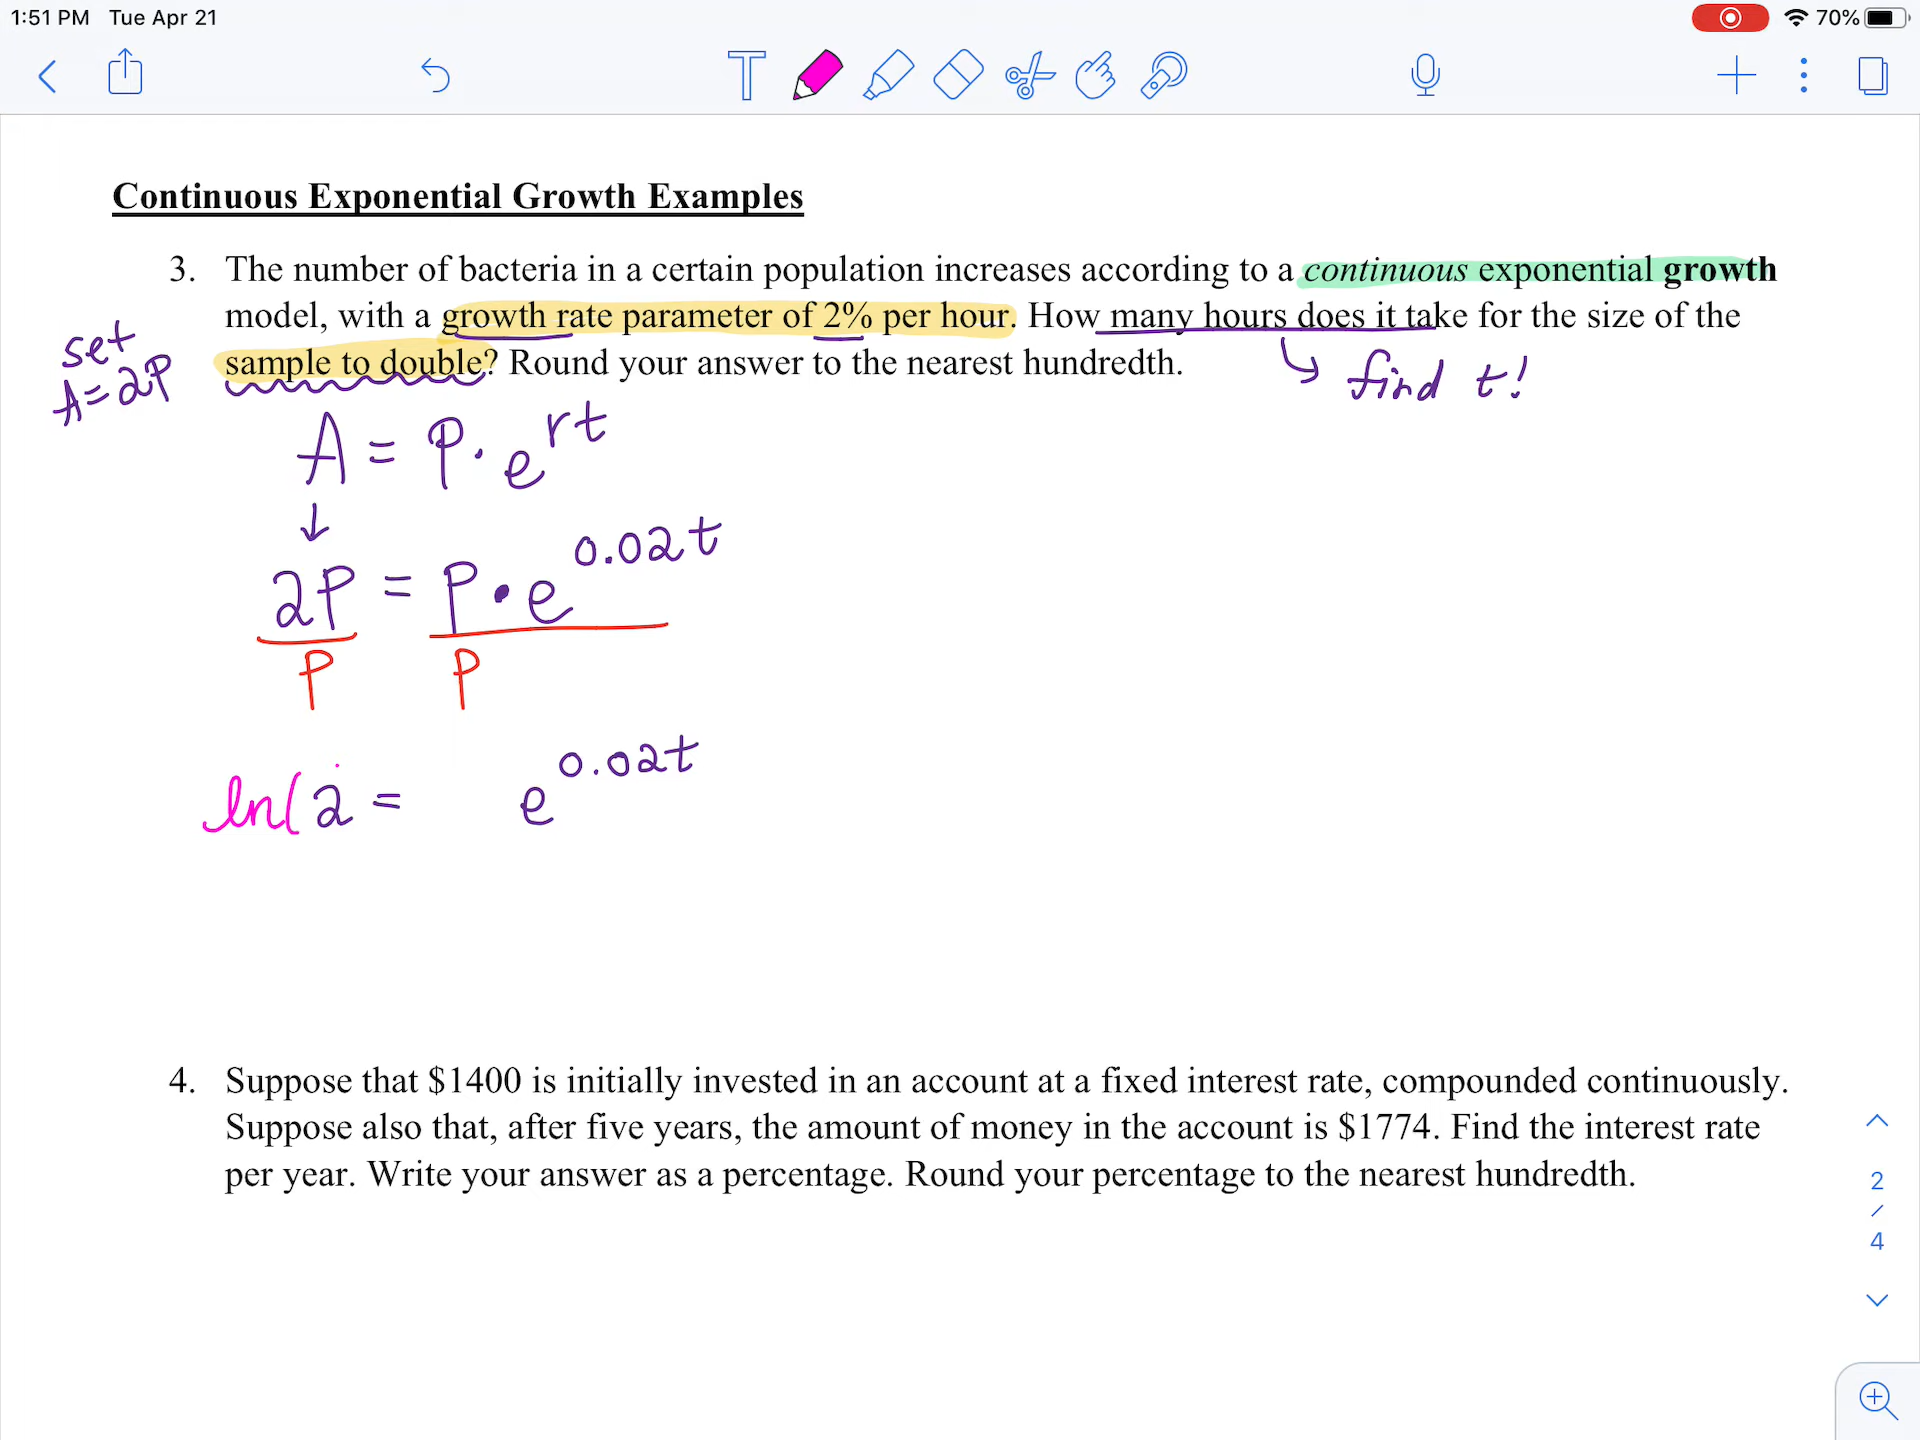 1:51 PM Tue Apr 21 70%
T
Continuous Exponential Growth Examples
3. The number of bacteria in a certain population increases according to a continuous exponential growth
model, with a growth rate parameter of 2% per hour. How many hours does it take for the size of the
sample to double? Round your answer to the nearest hundredth.
set
A=2P
find t!
A = P · e^rt
↓
2P = P · e^0.02t
P P
ln(2 = e^0.02t
4. Suppose that $1400 is initially invested in an account at a fixed interest rate, compounded continuously.
Suppose also that, after five years, the amount of money in the account is $1774. Find the interest rate
per year. Write your answer as a percentage. Round your percentage to the nearest hundredth.
2
/
4